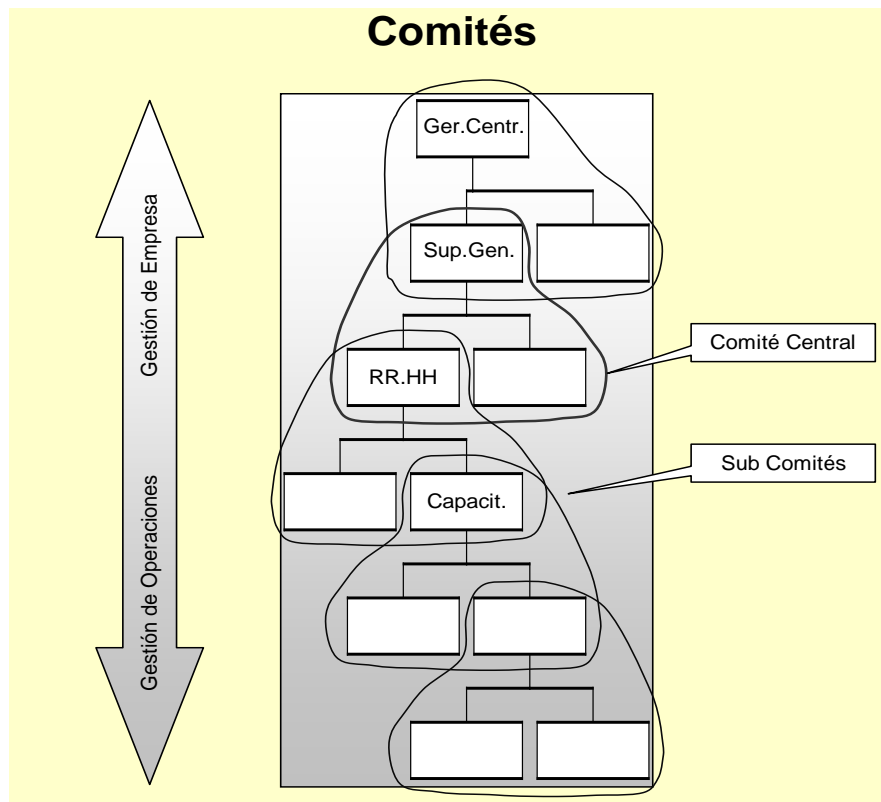 Comités
Ger.Centr.
Sup.Gen.
RR.HH
Capacit.
Gestión de Empresa
Gestión de Operaciones
Comité Central
Sub Comités